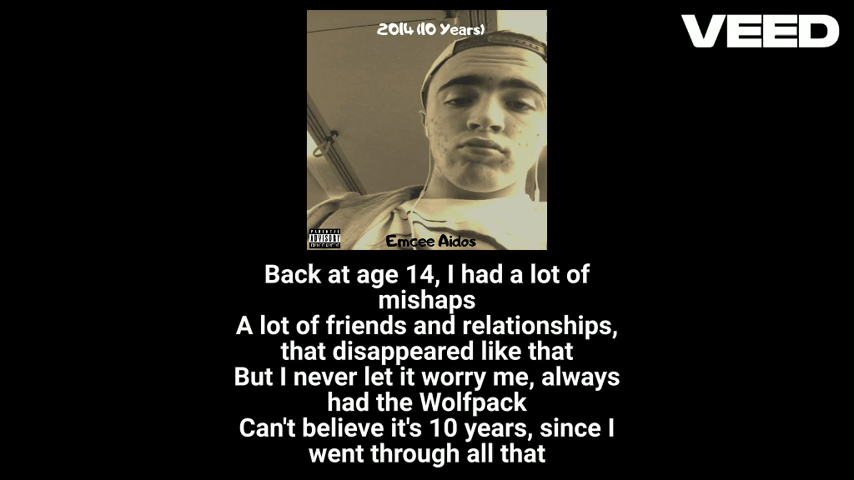 2014 (10 Years)
VEED
PARENTAL
ADVISORY
Emcee Aidos
Back at age 14, I had a lot of
mishaps
A lot of friends and relationships,
that disappeared like that
But I never let it worry me, always
had the Wolfpack
Can't believe it's 10 years, since I
went through all that